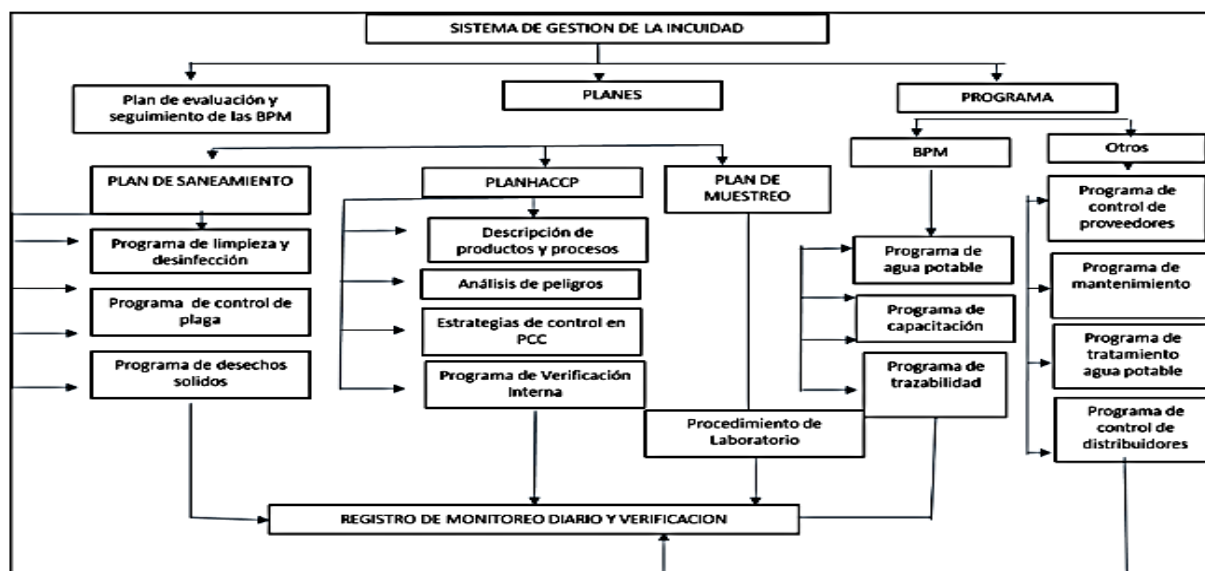 SISTEMA DE GESTION DE LA INCUIDAD
Plan de evaluación y
seguimiento de las BPM
PLANES
PROGRAMA
BPM
Otros
PLAN DE SANEAMIENTO
PLANHACCP
PLAN DE
MUESTREO
Programa de limpieza y
desinfección
Programa de control de
plaga
Programa de desechos
solidos
Descripción de
productos y procesos
Análisis de peligros
Estrategias de control en
PCC
Programa de Verificación
Interna
Procedimiento de
Laboratorio
Programa de
agua potable
Programa de
capacitación
Programa de
trazabilidad
Programa de
control de
proveedores
Programa de
mantenimiento
Programa de
tratamiento
agua potable
Programa de
control de
distribuidores
REGISTRO DE MONITOREO DIARIO Y VERIFICACION